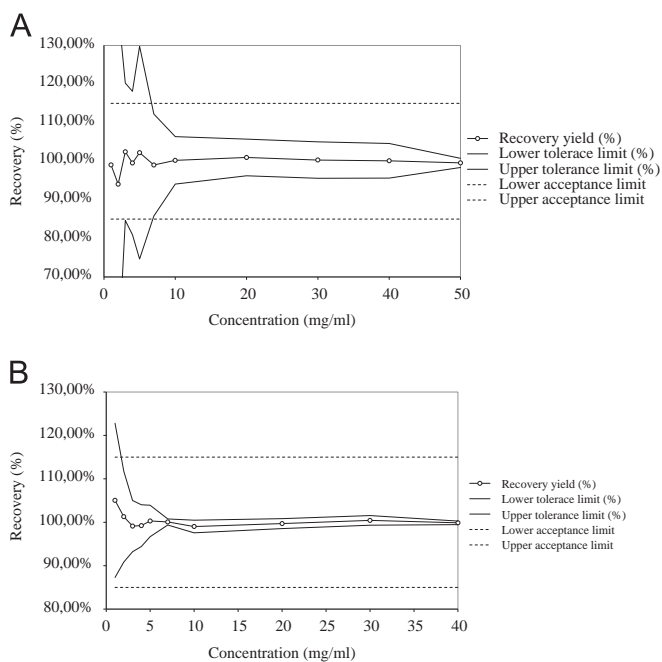 A
130,00%
120,00%
110,00%
100,00%
90,00%
80,00%
70,00%
Recovery (%)
0 10 20 30 40 50
Concentration (mg/ml)
Recovery yield (%)
Lower tolerace limit (%)
Upper tolerance limit (%)
Lower acceptance limit
Upper acceptance limit
B
130,00%
120,00%
110,00%
100,00%
90,00%
80,00%
Recovery (%)
0 5 10 15 20 25 30 35 40
Concentration (mg/ml)
Recovery yield (%)
Lower tolerace limit (%)
Upper tolerance limit (%)
Lower acceptance limit
Upper acceptance limit